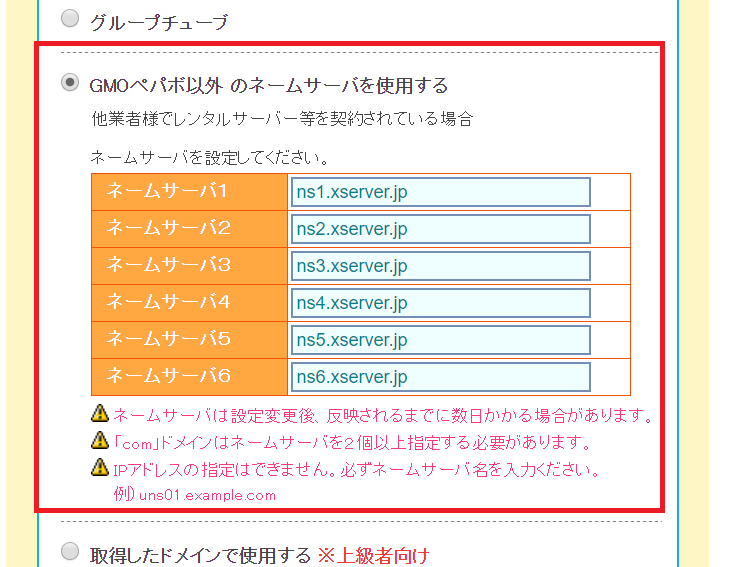 グループチューブ
GMOペパボ以外 のネームサーバを使用する
他業者様でレンタルサーバー等を契約されている場合
ネームサーバを設定してください。
ネームサーバ1 ns1.xserver.jp
ネームサーバ2 ns2.xserver.jp
ネームサーバ3 ns3.xserver.jp
ネームサーバ4 ns4.xserver.jp
ネームサーバ5 ns5.xserver.jp
ネームサーバ6 ns6.xserver.jp
ネームサーバは設定変更後、反映されるまでに数日かかる場合があります。
「com」ドメインはネームサーバを2個以上指定する必要があります。
IPアドレスの指定はできません。必ずネームサーバ名を入力ください。
例) uns01.example.com
取得したドメインで使用する ※上級者向け